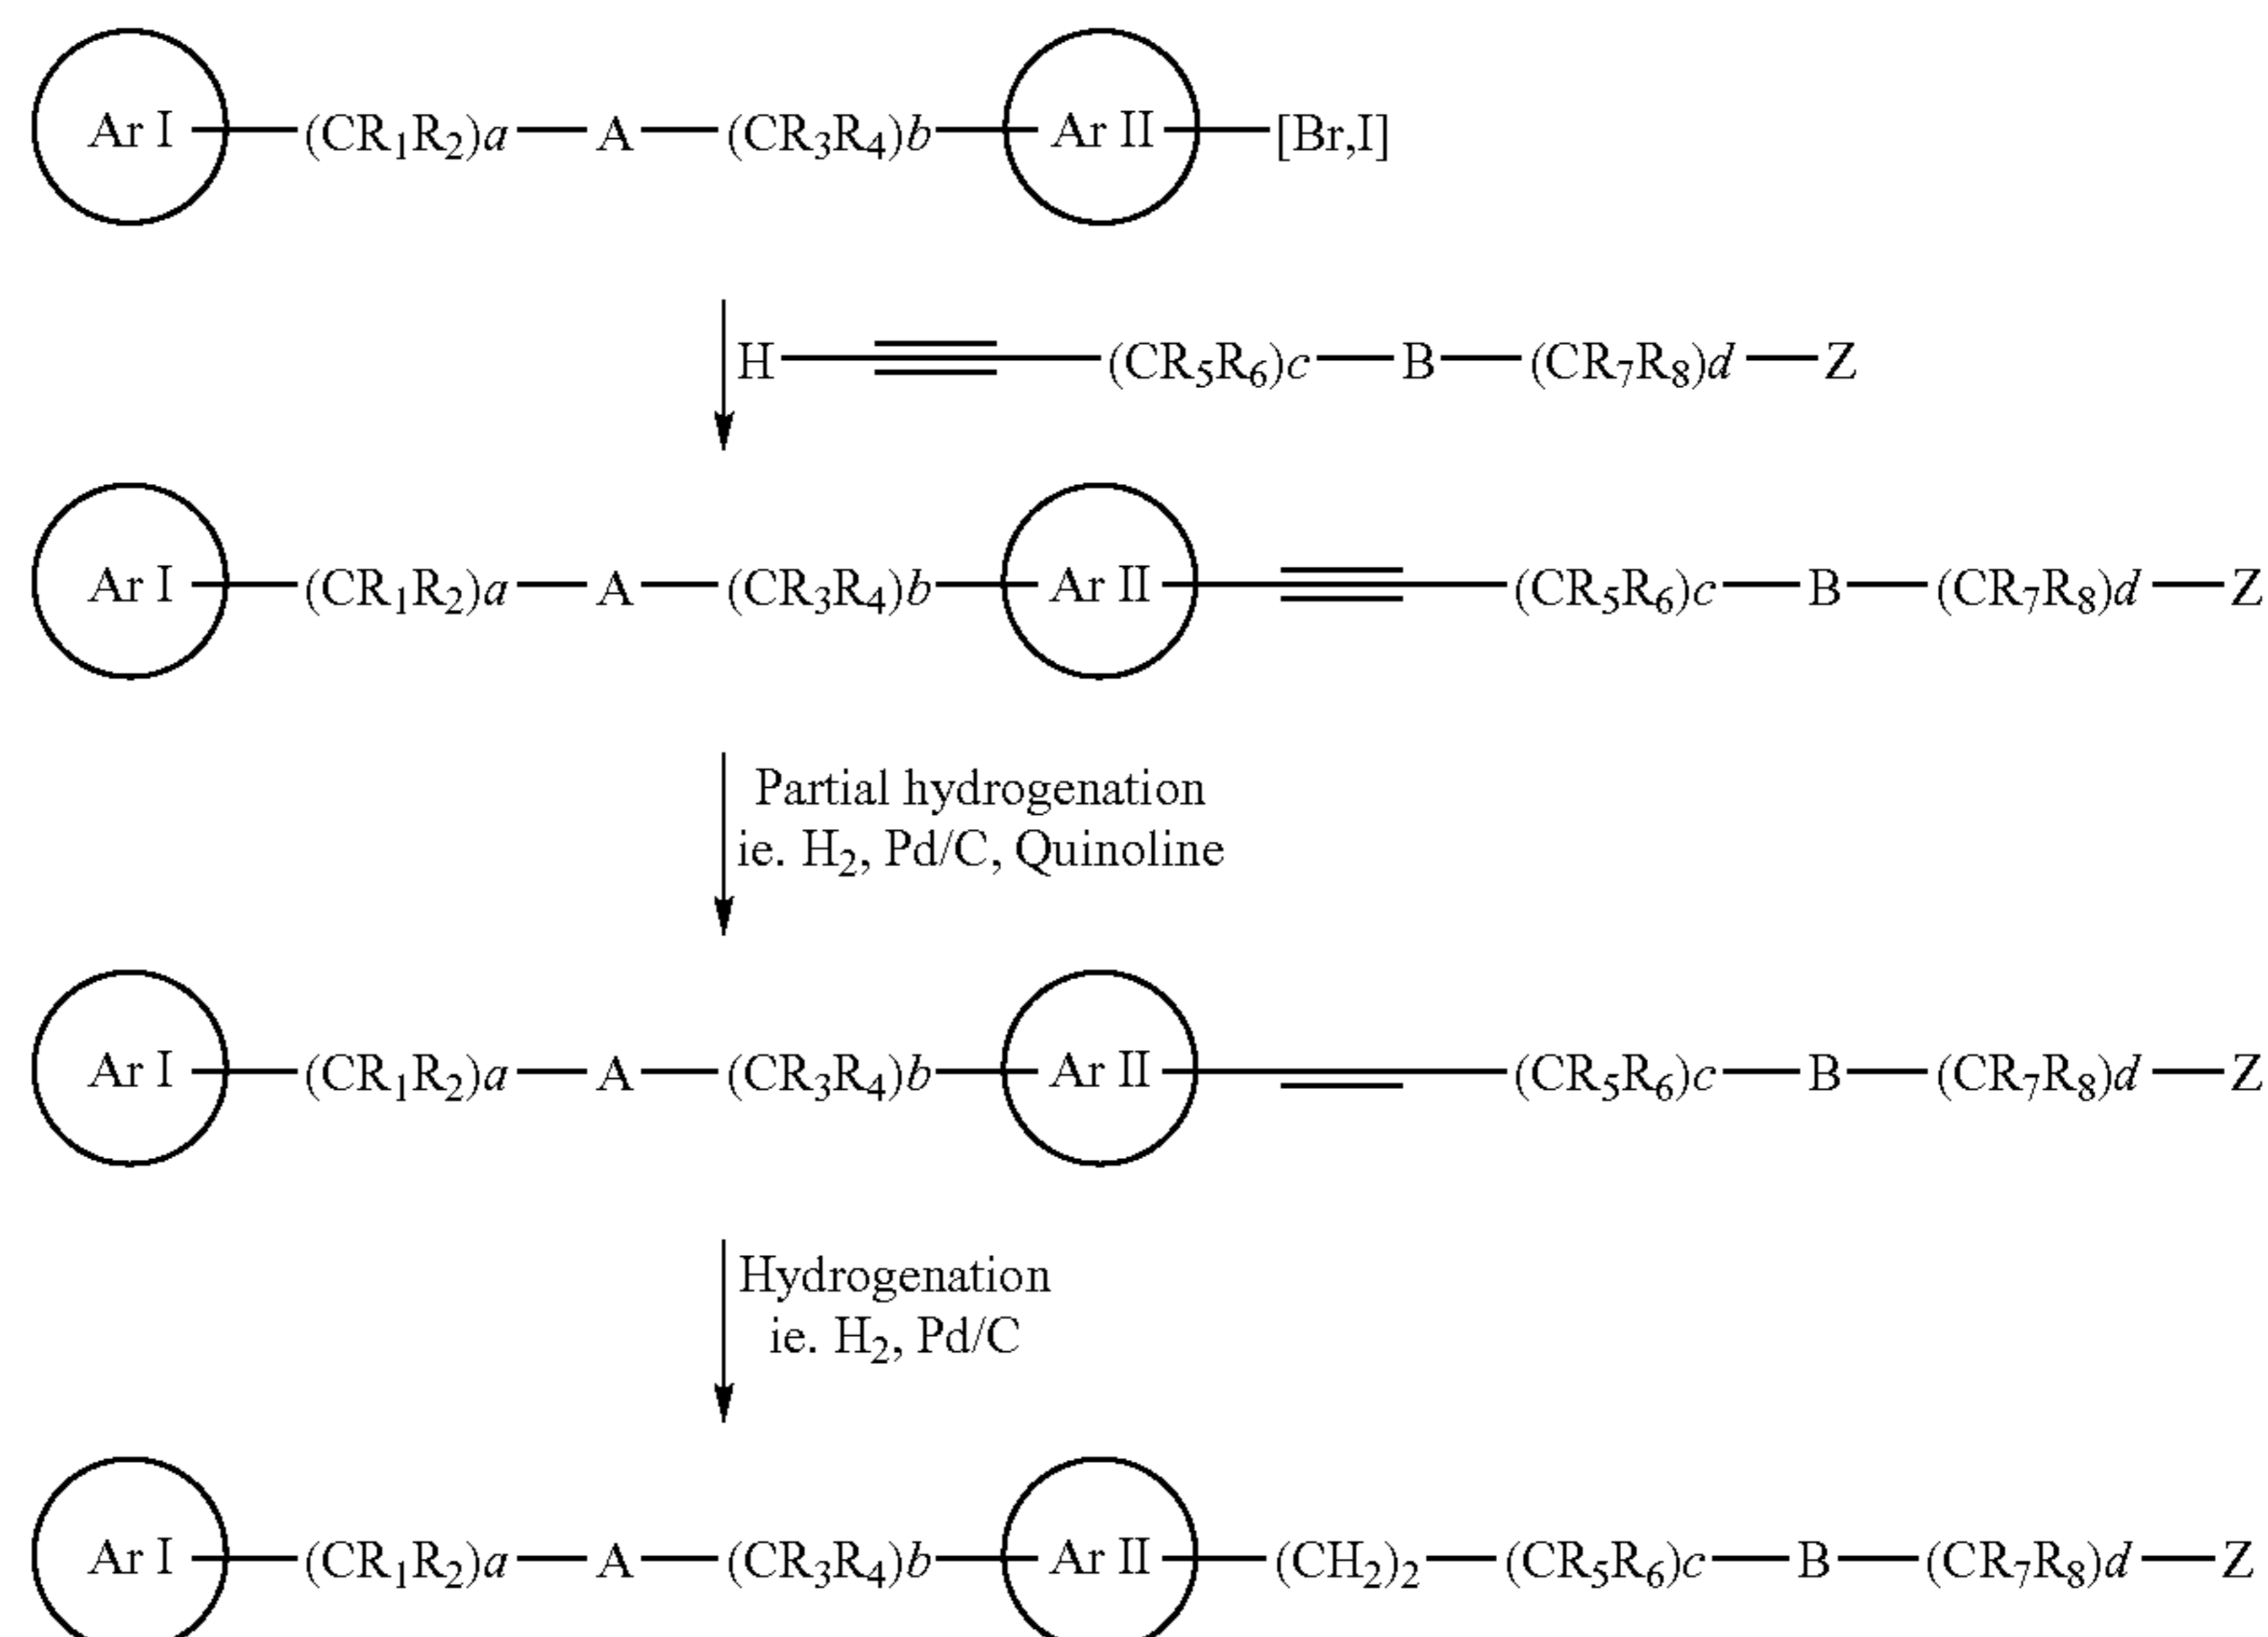 Ar I (CR₁R₂)a A (CR₃R₄)b Ar II [Br,I]
H (CR₅R₆)c B (CR₇R₈)d Z
Ar I (CR₁R₂)a A (CR₃R₄)b Ar II (CR₅R₆)c B (CR₇R₈)d Z
Partial hydrogenation
ie. H₂, Pd/C, Quinoline
Ar I (CR₁R₂)a A (CR₃R₄)b Ar II (CR₅R₆)c B (CR₇R₈)d Z
Hydrogenation
ie. H₂, Pd/C
Ar I (CR₁R₂)a A (CR₃R₄)b Ar II (CH₂)₂ (CR₅R₆)c B (CR₇R₈)d Z